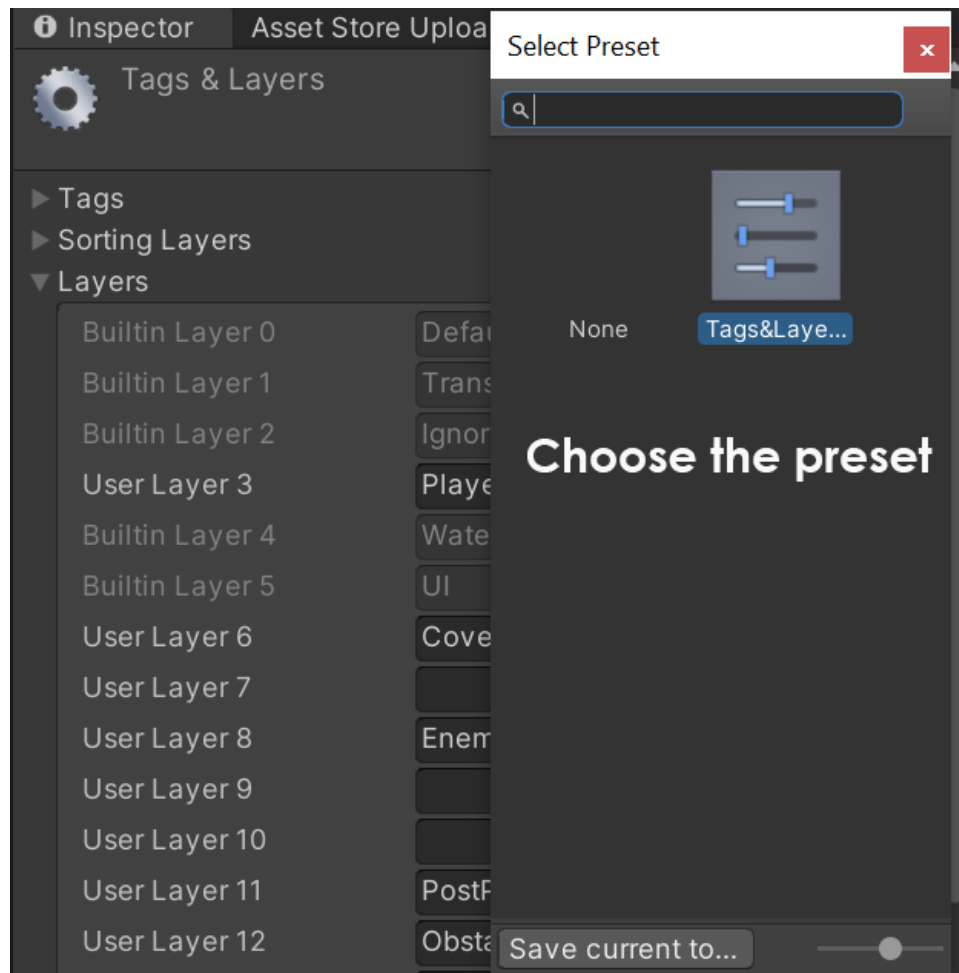 Inspector
Asset Store Uploa
Tags & Layers
Tags
Sorting Layers
Layers
Builtin Layer 0 Defau
Builtin Layer 1 Trans
Builtin Layer 2 Ignor
User Layer 3 Playe
Builtin Layer 4 Wate
Builtin Layer 5 UI
User Layer 6 Cove
User Layer 7
User Layer 8 Enem
User Layer 9
User Layer 10
User Layer 11 PostP
User Layer 12 Obsta
Select Preset
x
None
Tags&Laye...
Choose the preset
Save current to...